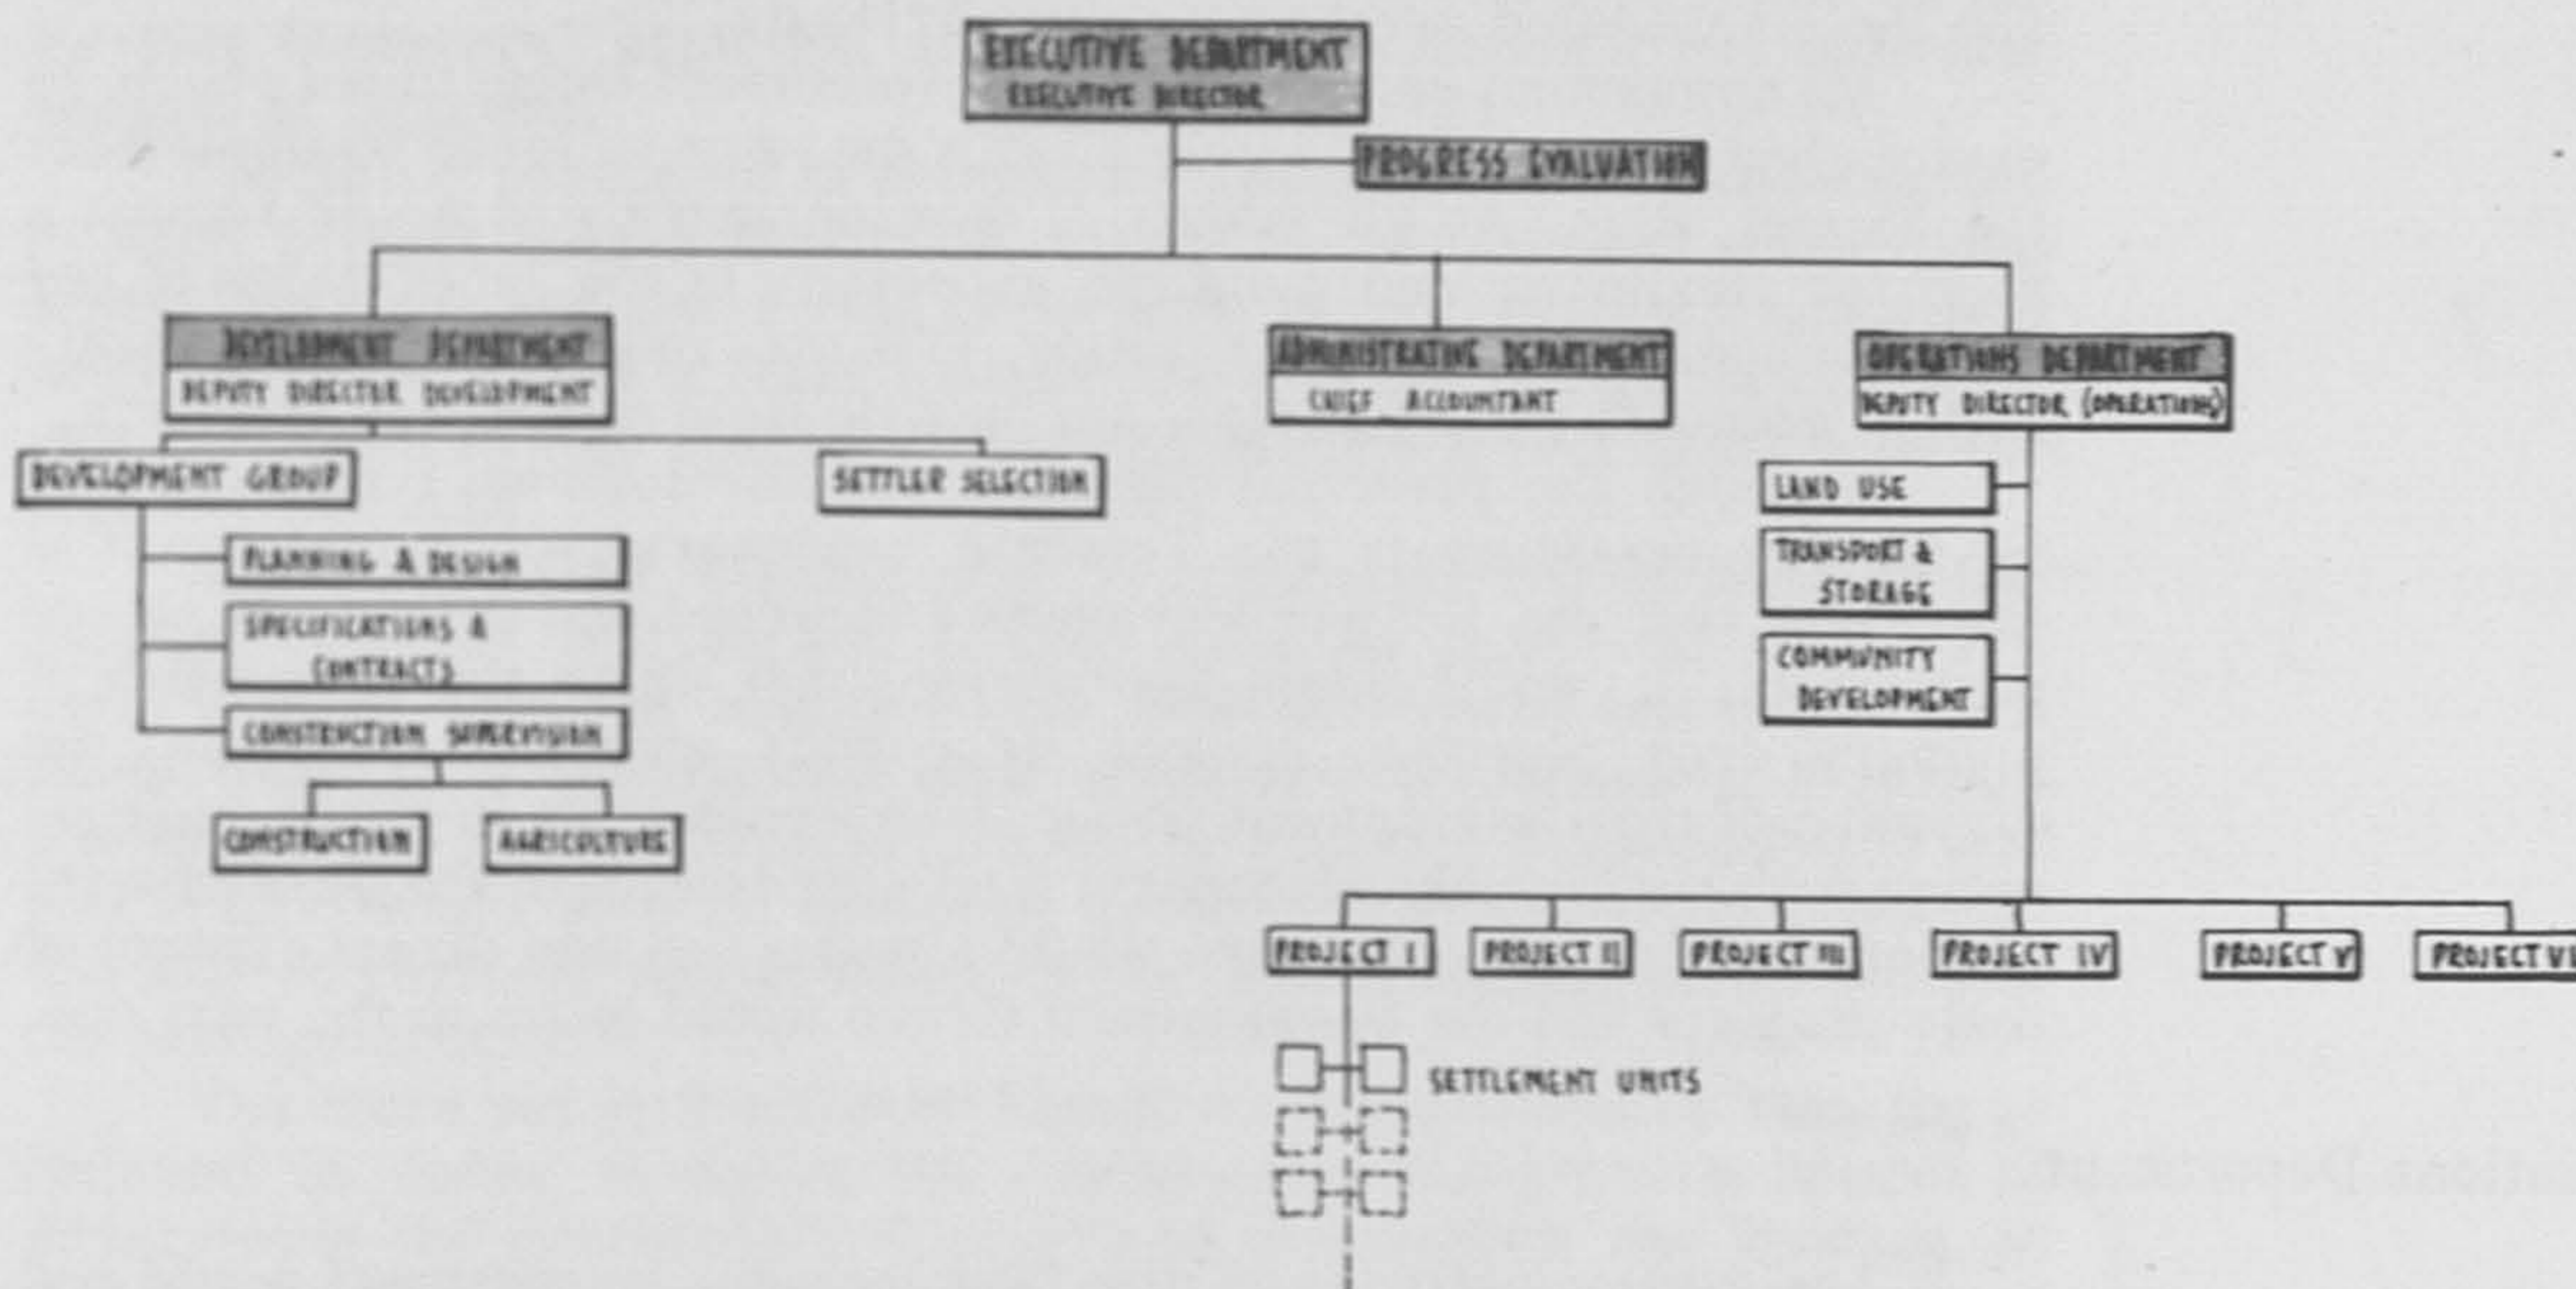 EXECUTIVE DEPARTMENT
EXECUTIVE DIRECTOR
PROGRESS EVALUATION
DEVELOPMENT DEPARTMENT
DEPUTY DIRECTOR DEVELOPMENT
ADMINISTRATIVE DEPARTMENT
CHIEF ACCOUNTANT
OPERATIONS DEPARTMENT
DEPUTY DIRECTOR (OPERATIONS)
DEVELOPMENT GROUP
SETTLER SELECTION
LAND USE
PLANNING & DESIGN
TRANSPORT &
STORAGE
SPECIFICATIONS &
CONTRACTS
COMMUNITY
DEVELOPMENT
CONSTRUCTION SUPERVISION
CONSTRUCTION
AGRICULTURE
PROJECT I
PROJECT II
PROJECT III
PROJECT IV
PROJECT V
PROJECT VI
SETTLEMENT UNITS